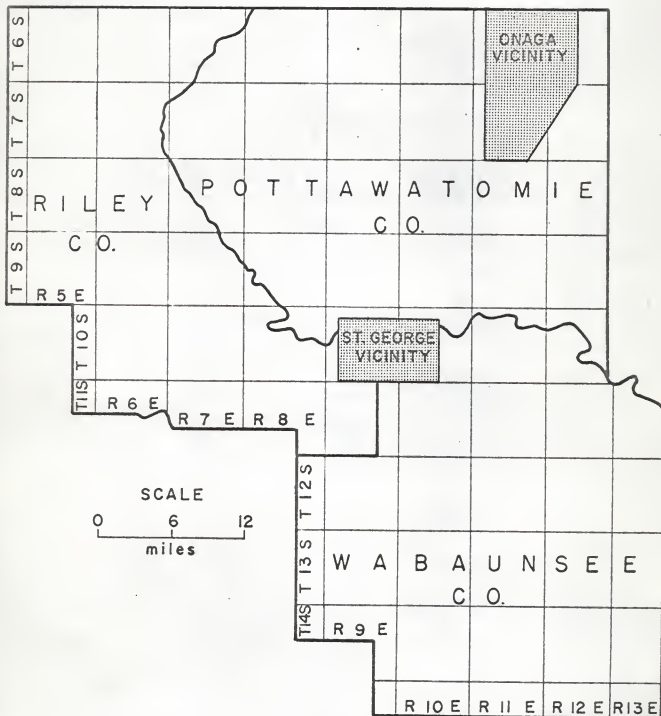 ONAGA
VICINITY
T 6 S
T 7 S
T 8 S
T 9 S
POTTAWATOMIE
CO.
RILEY
CO.
R 5 E
T 10 S
T 11 S
R 6 E
R 7 E
R 8 E
ST. GEORGE
VICINITY
SCALE
0 6 12
miles
T 12 S
T 13 S
T 14 S
WABAUNSEE
CO.
R 9 E
R 10 E
R 11 E
R 12 E
R 13 E